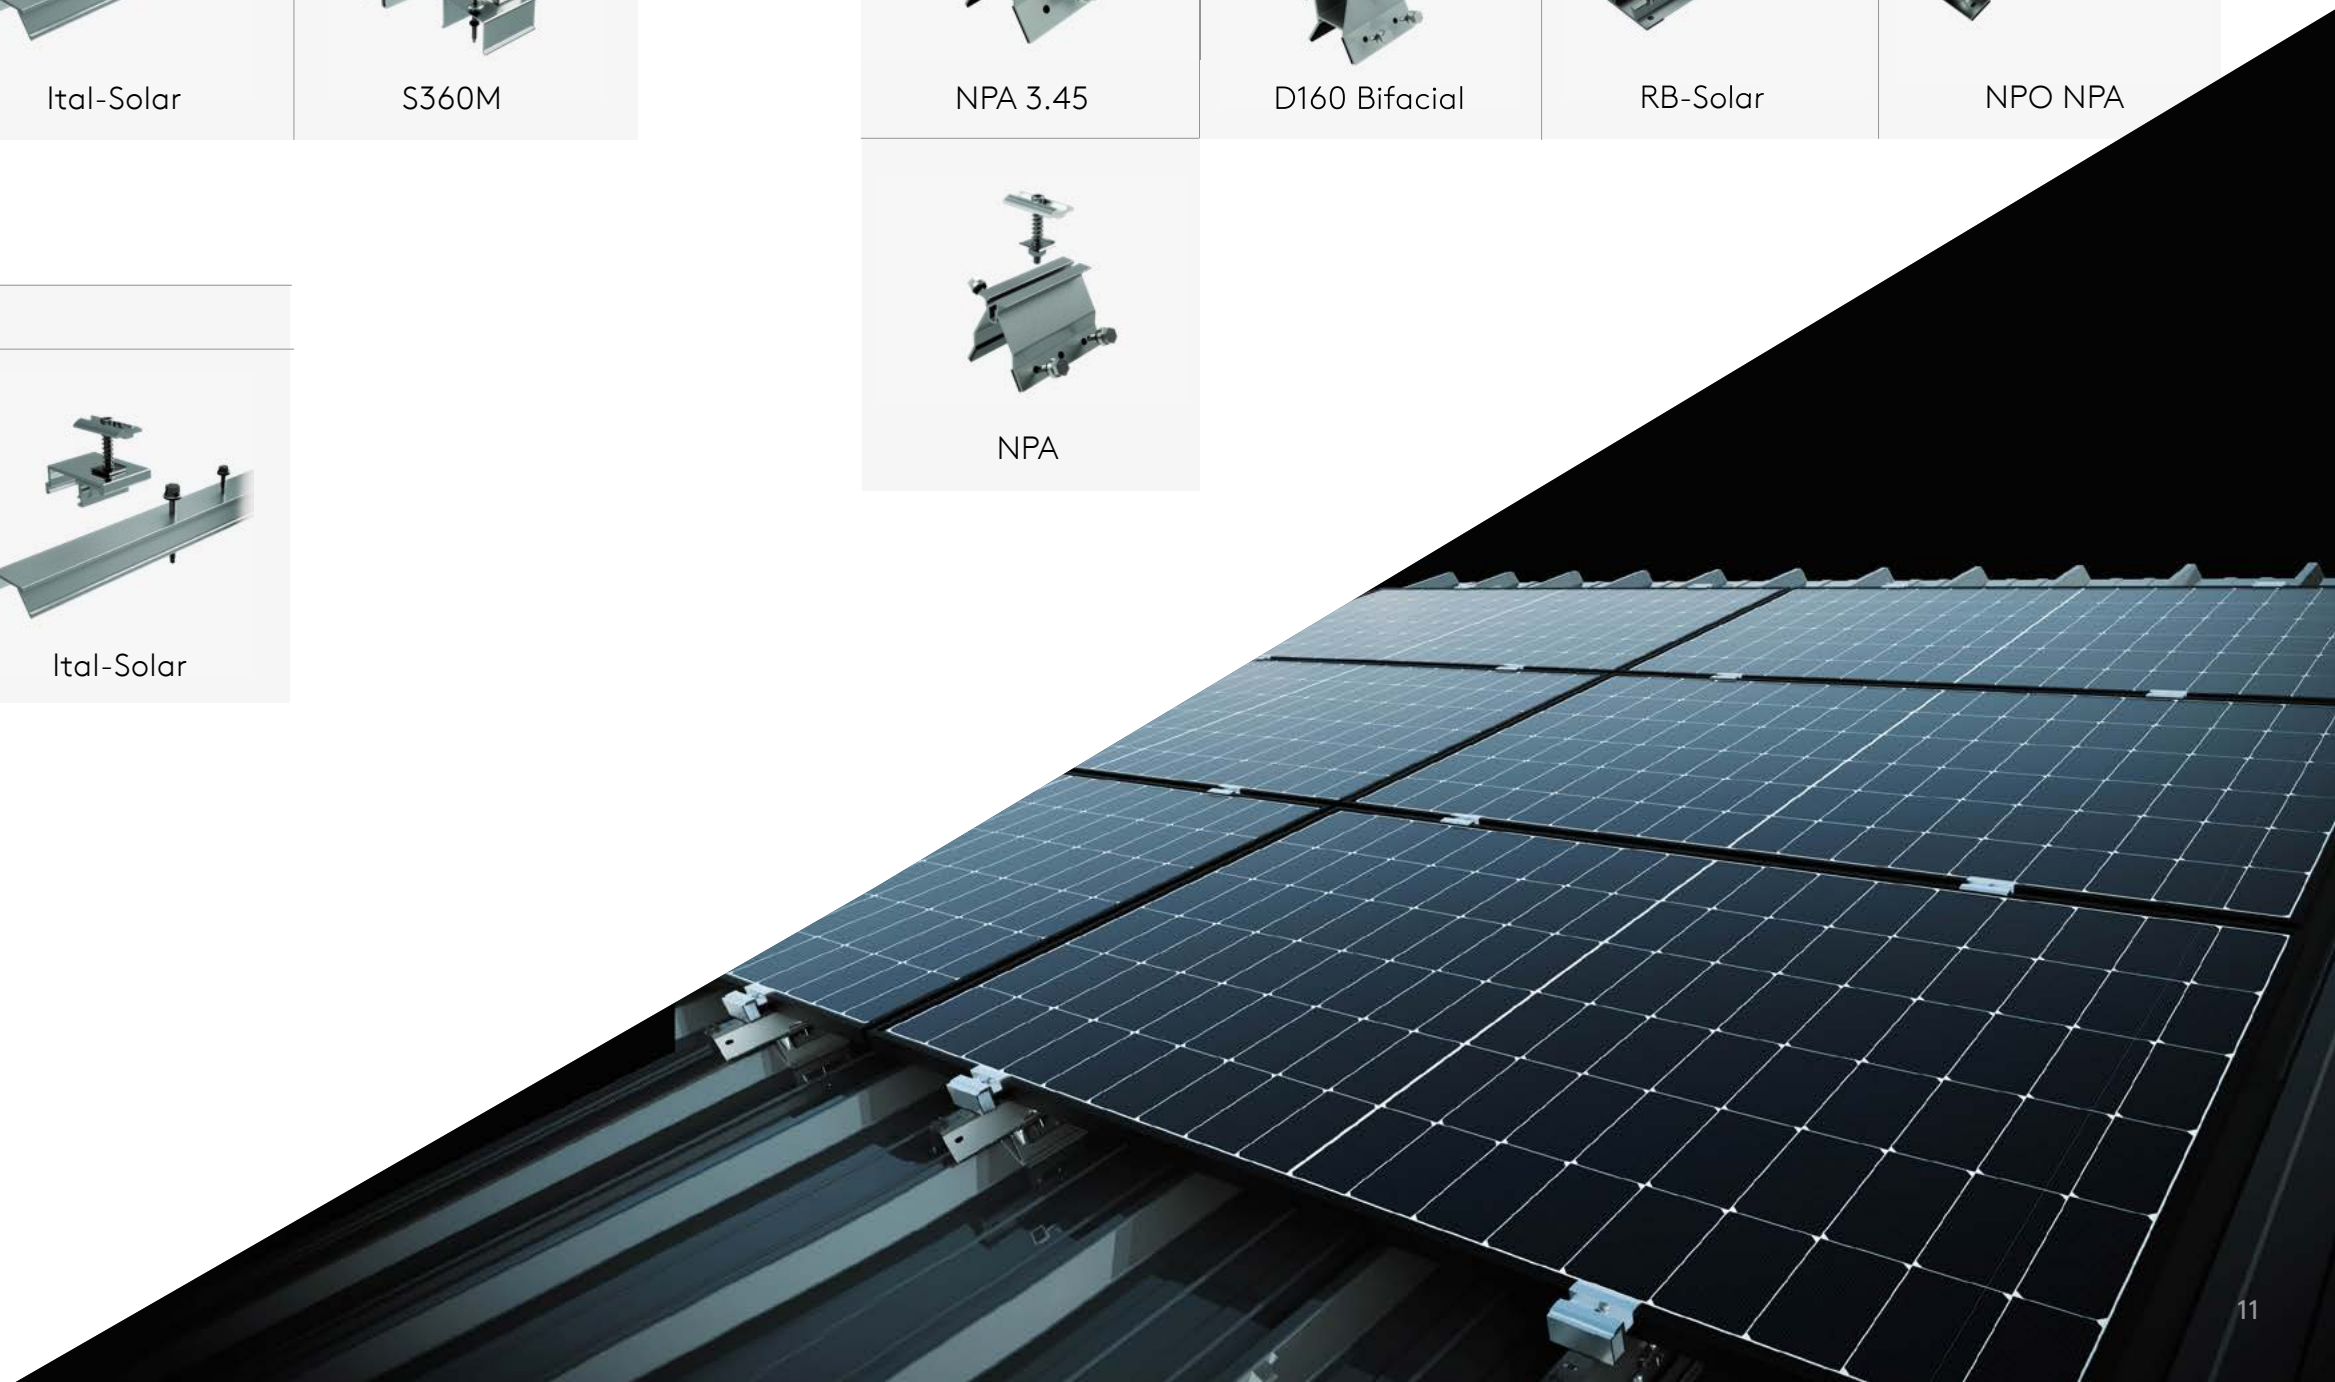 Ital-Solar
S360M
NPA 3.45
D160 Bifacial
RB-Solar
NPO NPA
NPA
Ital-Solar
11